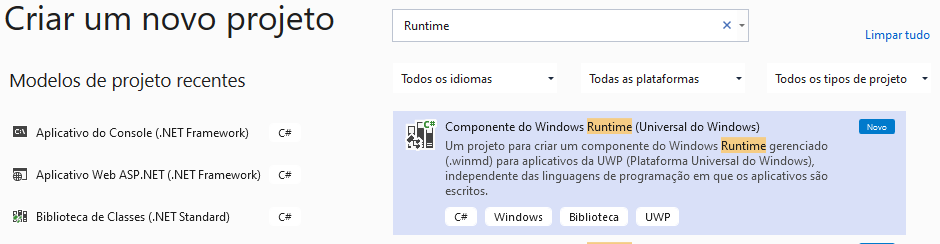 Criar um novo projeto
Runtime
Limpar tudo
Modelos de projeto recentes
Todos os idiomas
Todas as plataformas
Todos os tipos de projeto
C:\
Aplicativo do Console (.NET Framework)
C#
Aplicativo Web ASP.NET (.NET Framework)
C#
Biblioteca de Classes (.NET Standard)
C#
C#
Componente do Windows Runtime (Universal do Windows)
Novo
Um projeto para criar um componente do Windows Runtime gerenciado
(.winmd) para aplicativos da UWP (Plataforma Universal do Windows),
independente das linguagens de programação em que os aplicativos são
escritos.
C#
Windows
Biblioteca
UWP